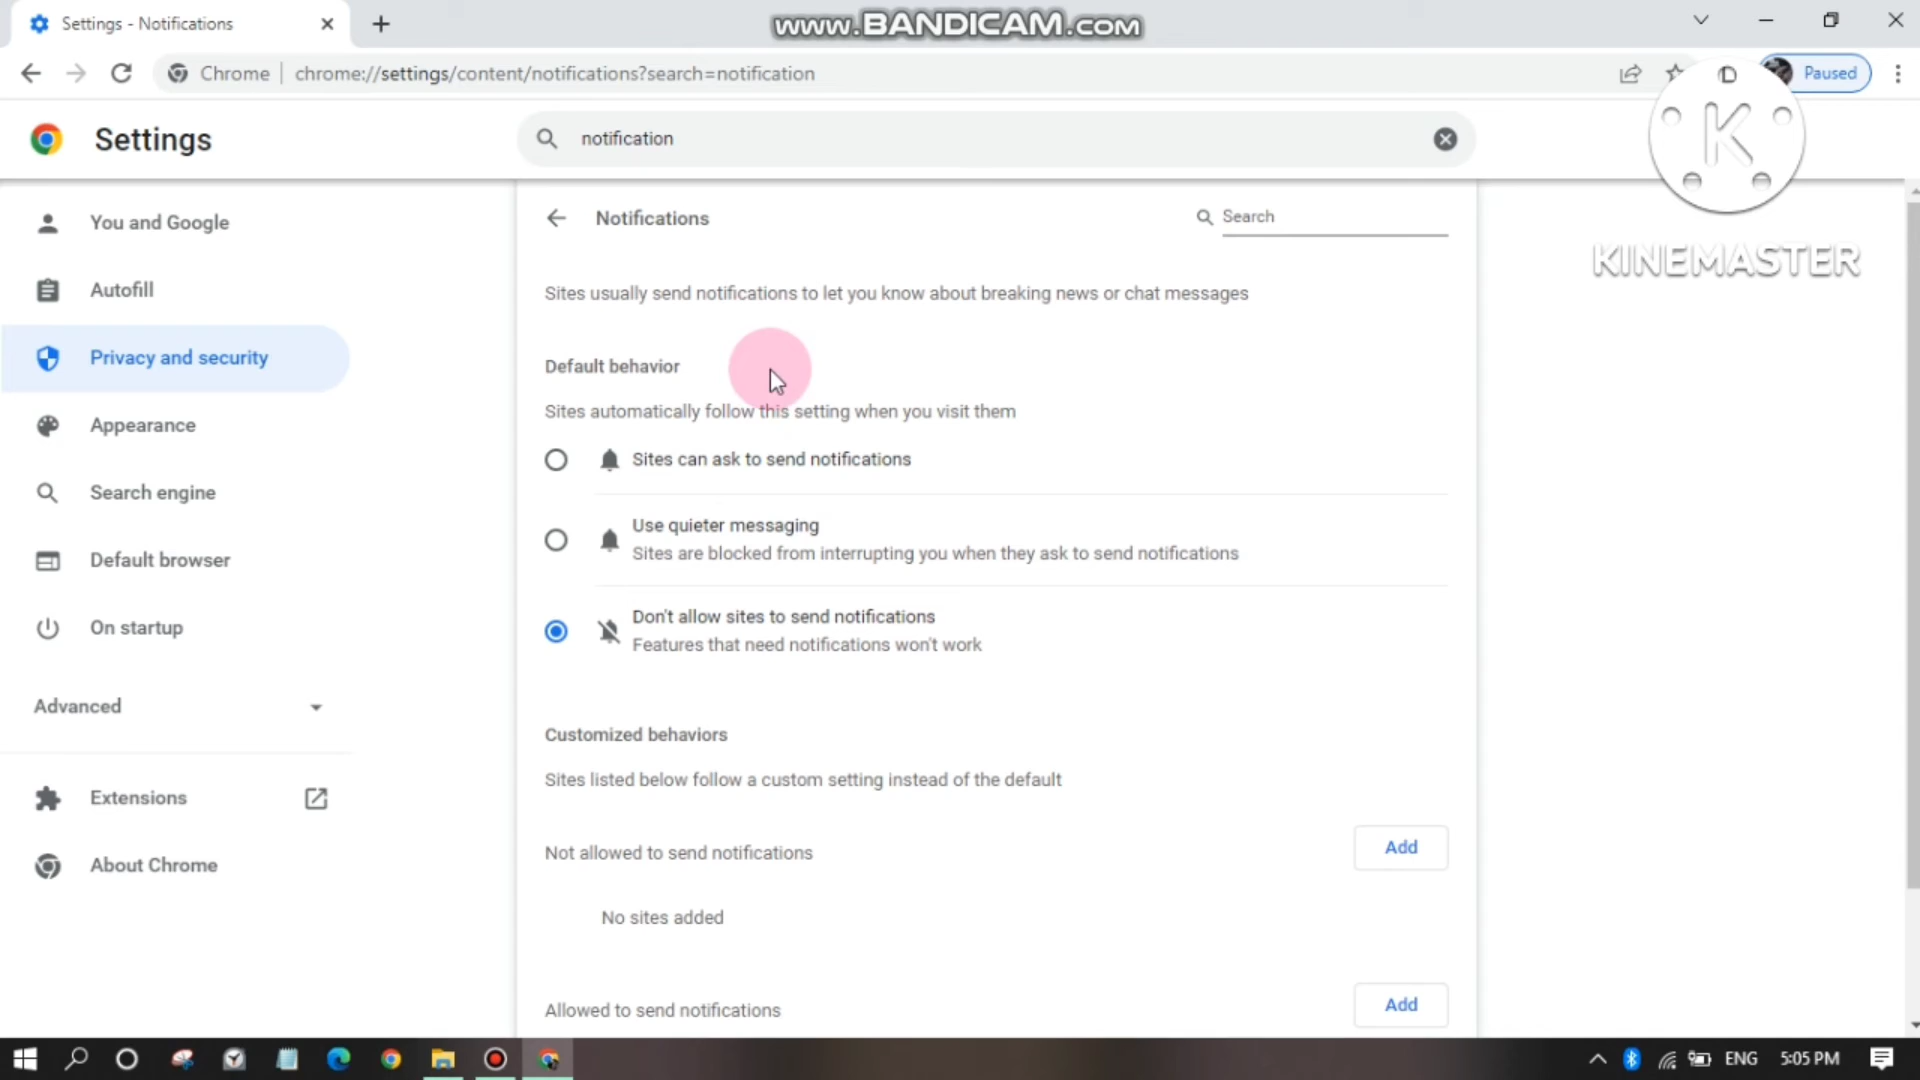 Settings - Notifications
www.BANDICAM.com
Chrome
chrome://settings/content/notifications?search=notification
Paused
Settings
notification
K
KINEMASTER
You and Google
Autofill
Privacy and security
Appearance
Search engine
Default browser
On startup
Advanced
Extensions
About Chrome
Notifications
Search
Sites usually send notifications to let you know about breaking news or chat messages
Default behavior
Sites automatically follow this setting when you visit them
Sites can ask to send notifications
Use quieter messaging
Sites are blocked from interrupting you when they ask to send notifications
Don't allow sites to send notifications
Features that need notifications won't work
Customized behaviors
Sites listed below follow a custom setting instead of the default
Not allowed to send notifications
Add
No sites added
Allowed to send notifications
Add
ENG
5:05 PM